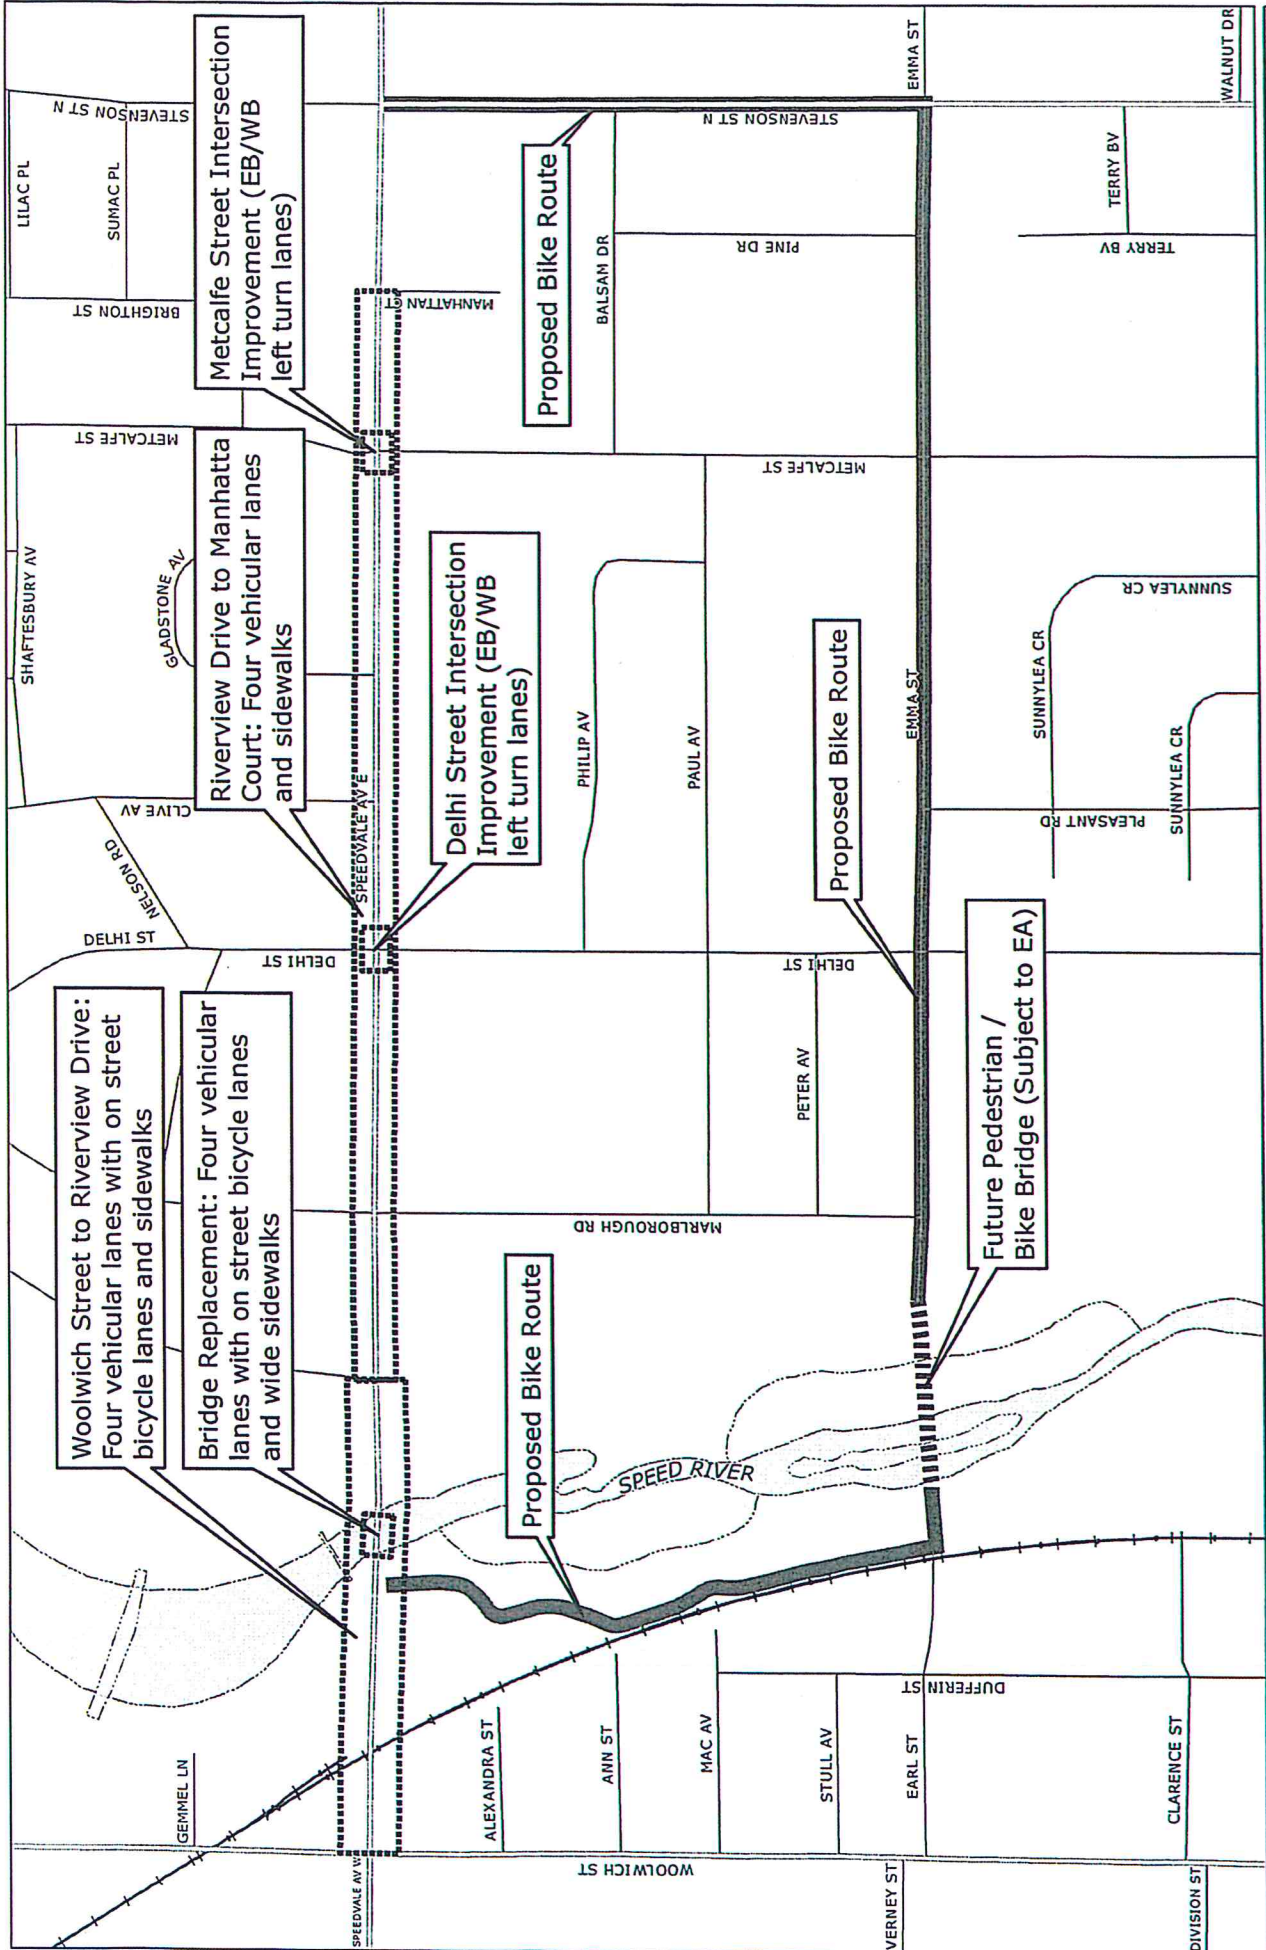 Woolwich Street to Riverview Drive:
Four vehicular lanes with on street
bicycle lanes and sidewalks
Bridge Replacement: Four vehicular
lanes with on street bicycle lanes
and wide sidewalks
Riverview Drive to Manhatta
Court: Four vehicular lanes
and sidewalks
Metcalfe Street Intersection
Improvement (EB/WB
left turn lanes)
Delhi Street Intersection
Improvement (EB/WB
left turn lanes)
Proposed Bike Route
Proposed Bike Route
Proposed Bike Route
Future Pedestrian /
Bike Bridge (Subject to EA)
SPEED RIVER
GEMMEL LN
SPEEDVALE AV W
SPEEDVALE AV E
WOOLWICH ST
ALEXANDRA ST
ANN ST
MAC AV
STULL AV
EARL ST
DUFFERIN ST
CLARENCE ST
VERNEY ST
DIVISION ST
MARLBOROUGH RD
PETER AV
DELHI ST
DELHI ST
DELHI ST
NELSON RD
CLIVE AV
SHAFTESBURY AV
GLADSTONE AV
PHILIP AV
PAUL AV
EMMA ST
PLEASANT RD
SUNNYLEA CR
SUNNYLEA CR
SUNNYLEA CR
METCALFE ST
METCALFE ST
BRIGHTON ST
LILAC PL
SUMAC PL
STEVENSON ST N
MANHATTAN CT
BALSAM DR
PINE DR
STEVENSON ST N
EMMA ST
TERRY BV
TERRY BV
WALNUT DR